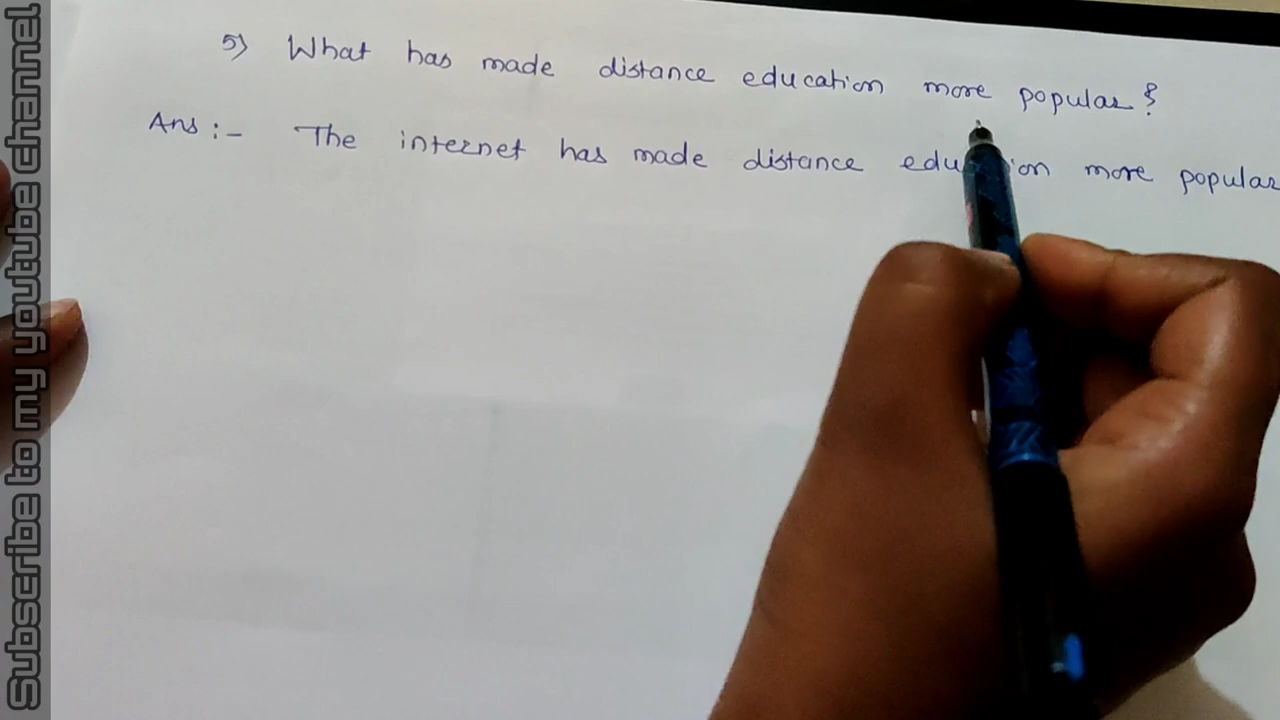 5) What has made distance education more popular?
Ans :- The internet has made distance education more popular
Subscribe to my youtube channel